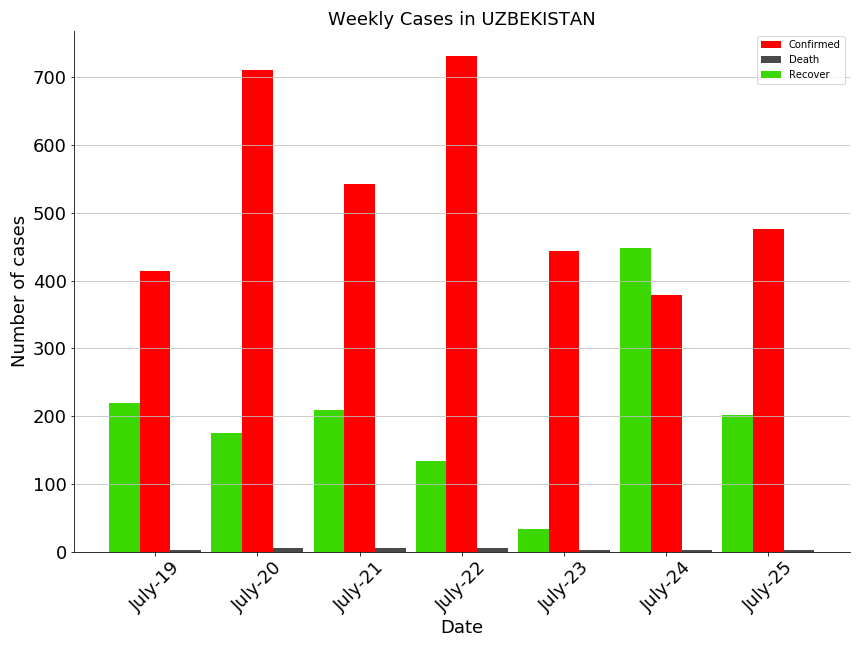 Weekly Cases in UZBEKISTAN
Confirmed
Death
Recover
Number of cases
700
600
500
400
300
200
100
0
July-19
July-20
July-21
July-22
July-23
July-24
July-25
Date